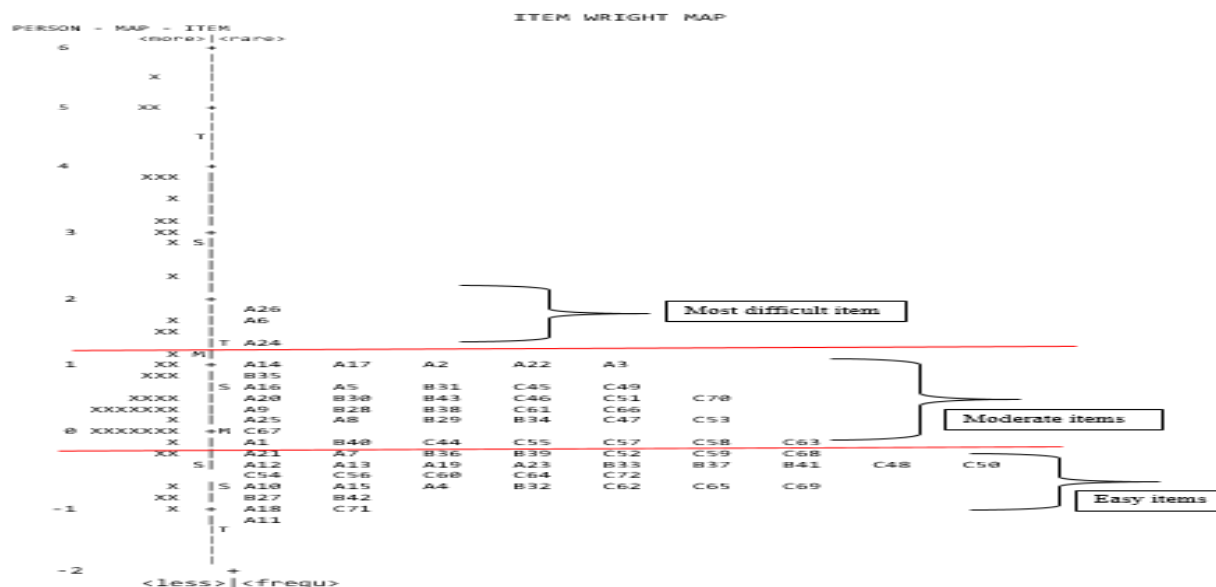 ITEM WRIGHT MAP
PERSON - MAP - ITEM
<more>|<rare>
6 +
X |
5 XX +
T|
4 +
XXX |
X |
XX |
3 XX +
X S|
X |
2 +
| A26 Most difficult item
X | A6
XX |
|T A24
X M|
1 XX + A14 A17 A2 A22 A3
XXX | B35
|S A16 A5 B31 C45 C49
XXXX | A20 B30 B43 C46 C51 C70
XXXXXXX | A9 B28 B38 C61 C66
X | A25 A8 B29 B34 C47 C53 Moderate items
0 XXXXXXX +M C67
X | A1 B40 C44 C55 C57 C58 C63
XX | A21 A7 B36 B39 C52 C59 C68
S| A12 A13 A19 A23 B33 B37 B41 C48 C50
| C54 C56 C60 C64 C72
X |S A10 A15 A4 B32 C62 C65 C69
XX | B27 B42 Easy items
-1 X + A18 C71
| A11
|T
-2 +
<less>|<frequ>